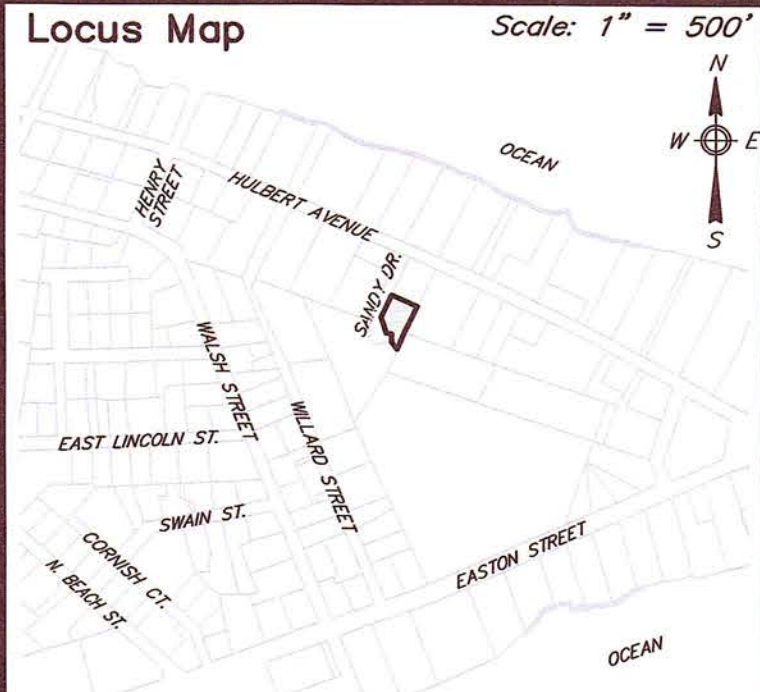 Locus Map
Scale: 1" = 500'
N
W E
S
OCEAN
HENRY
STREET
HULBERT AVENUE
SANDY DR.
WALSH STREET
WILLARD STREET
EAST LINCOLN ST.
SWAIN ST.
CORNISH CT.
N. BEACH ST.
EASTON STREET
OCEAN